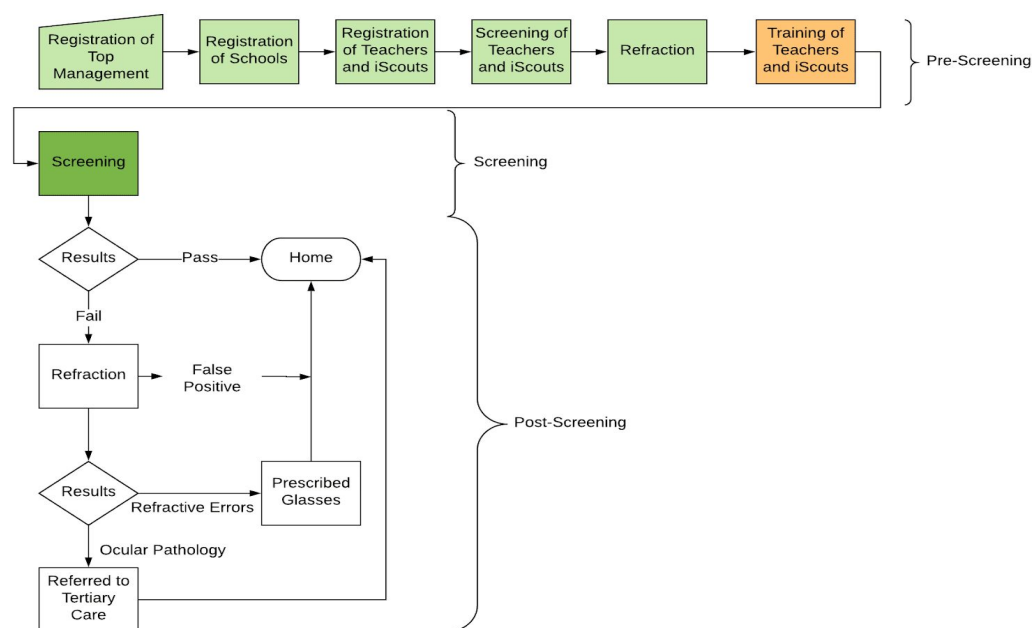 Registration of
Top
Management
Registration
of Schools
Registration
of Teachers
and iScouts
Screening of
Teachers and
iScouts
Refraction
Training of
Teachers
and iScouts
Pre-Screening
Screening
Screening
Results
Pass
Home
Fail
Refraction
False
Positive
Post-Screening
Results
Refractive Errors
Prescribed
Glasses
Ocular Pathology
Referred to
Tertiary
Care